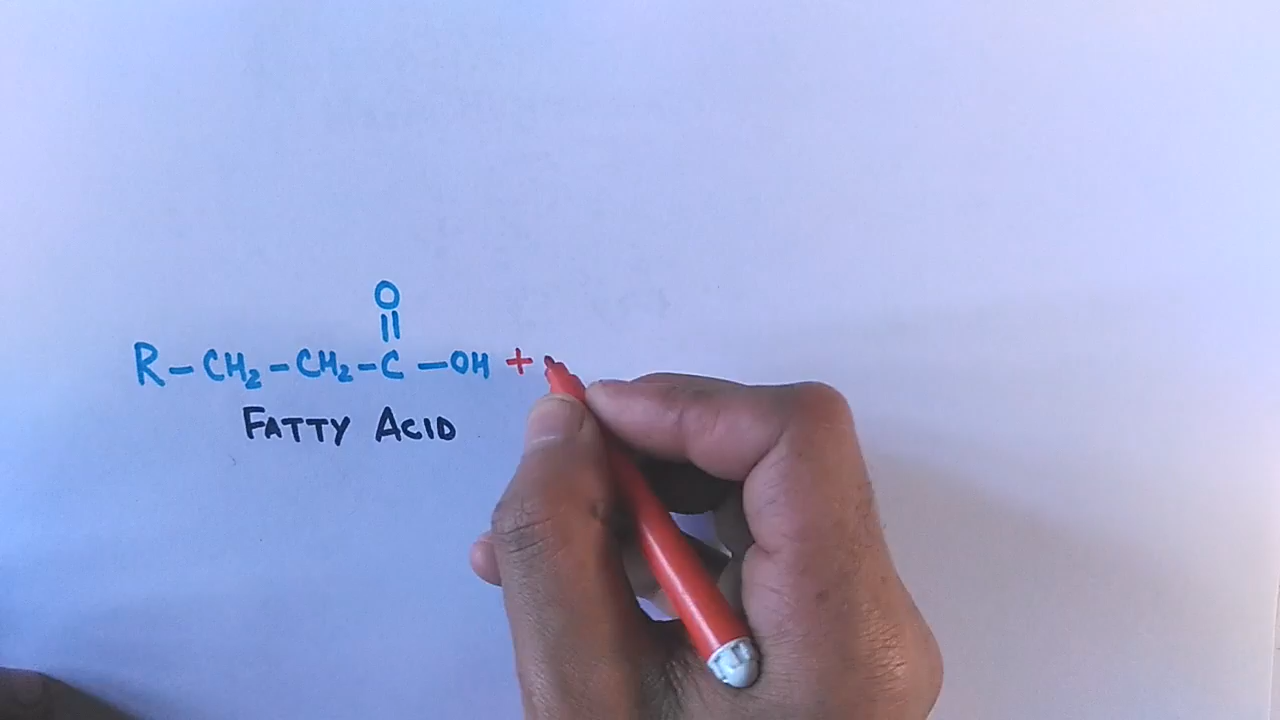 O
||
R-CH₂-CH₂-C-OH +
FATTY ACID